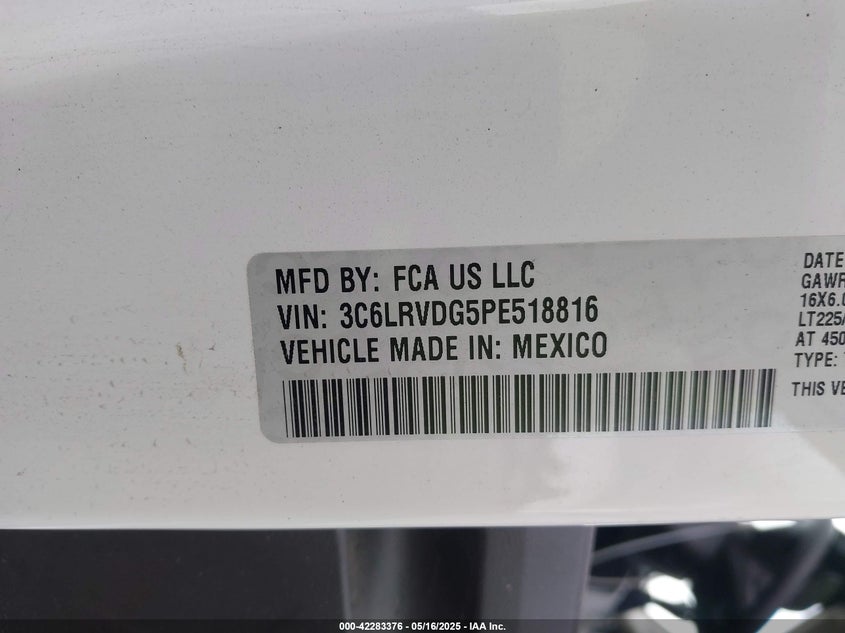 MFD BY: FCA US LLC
VIN: 3C6LRVDG5PE518816
VEHICLE MADE IN: MEXICO
DATE
GAWR
16X6.0
LT225/
AT 450
TYPE:
THIS VE
000-42283376 - 05/16/2025 - IAA Inc.